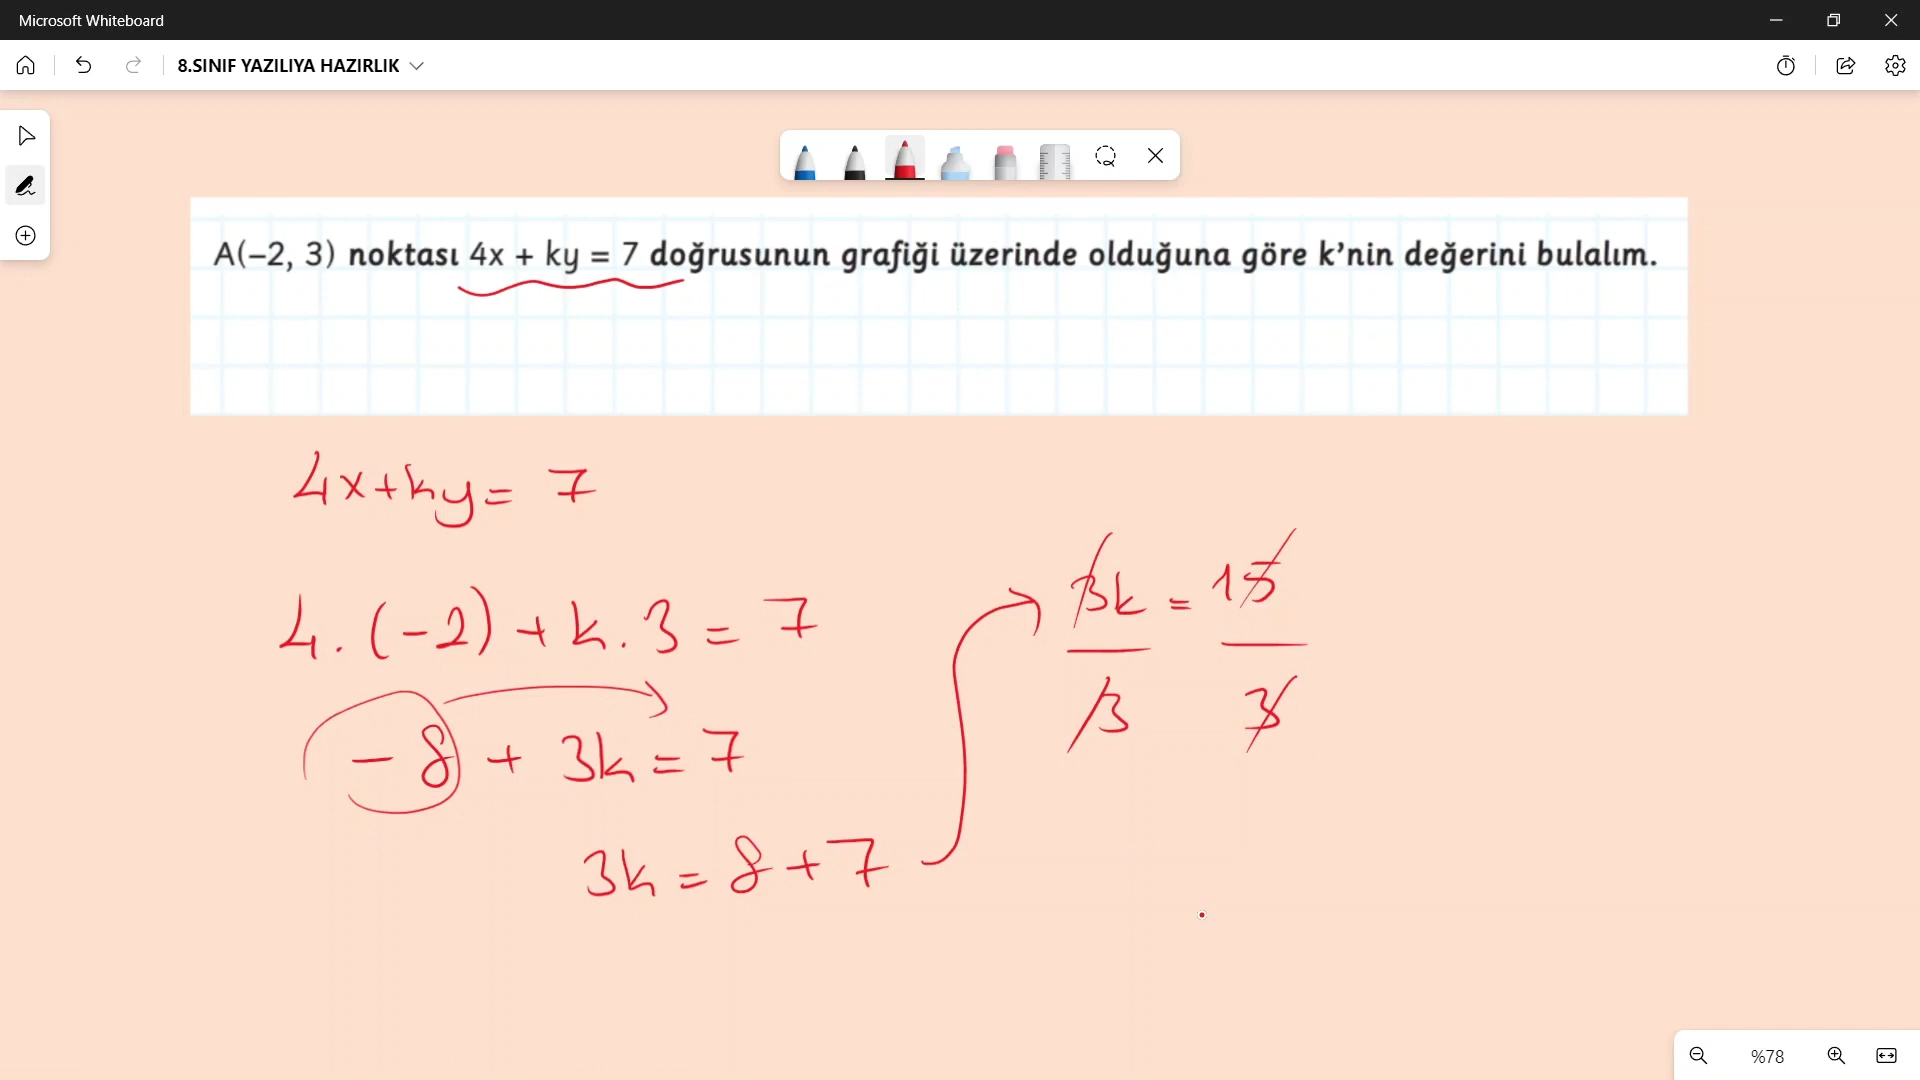 Microsoft Whiteboard
8.SINIF YAZILIYA HAZIRLIK
A(–2, 3) noktası 4x + ky = 7 doğrusunun grafiği üzerinde olduğuna göre k’nin değerini bulalım.
4x+ky= 7
4.(-2)+k.3=7
-8 + 3k=7
3k=8+7
3k = 15
3 3
%78